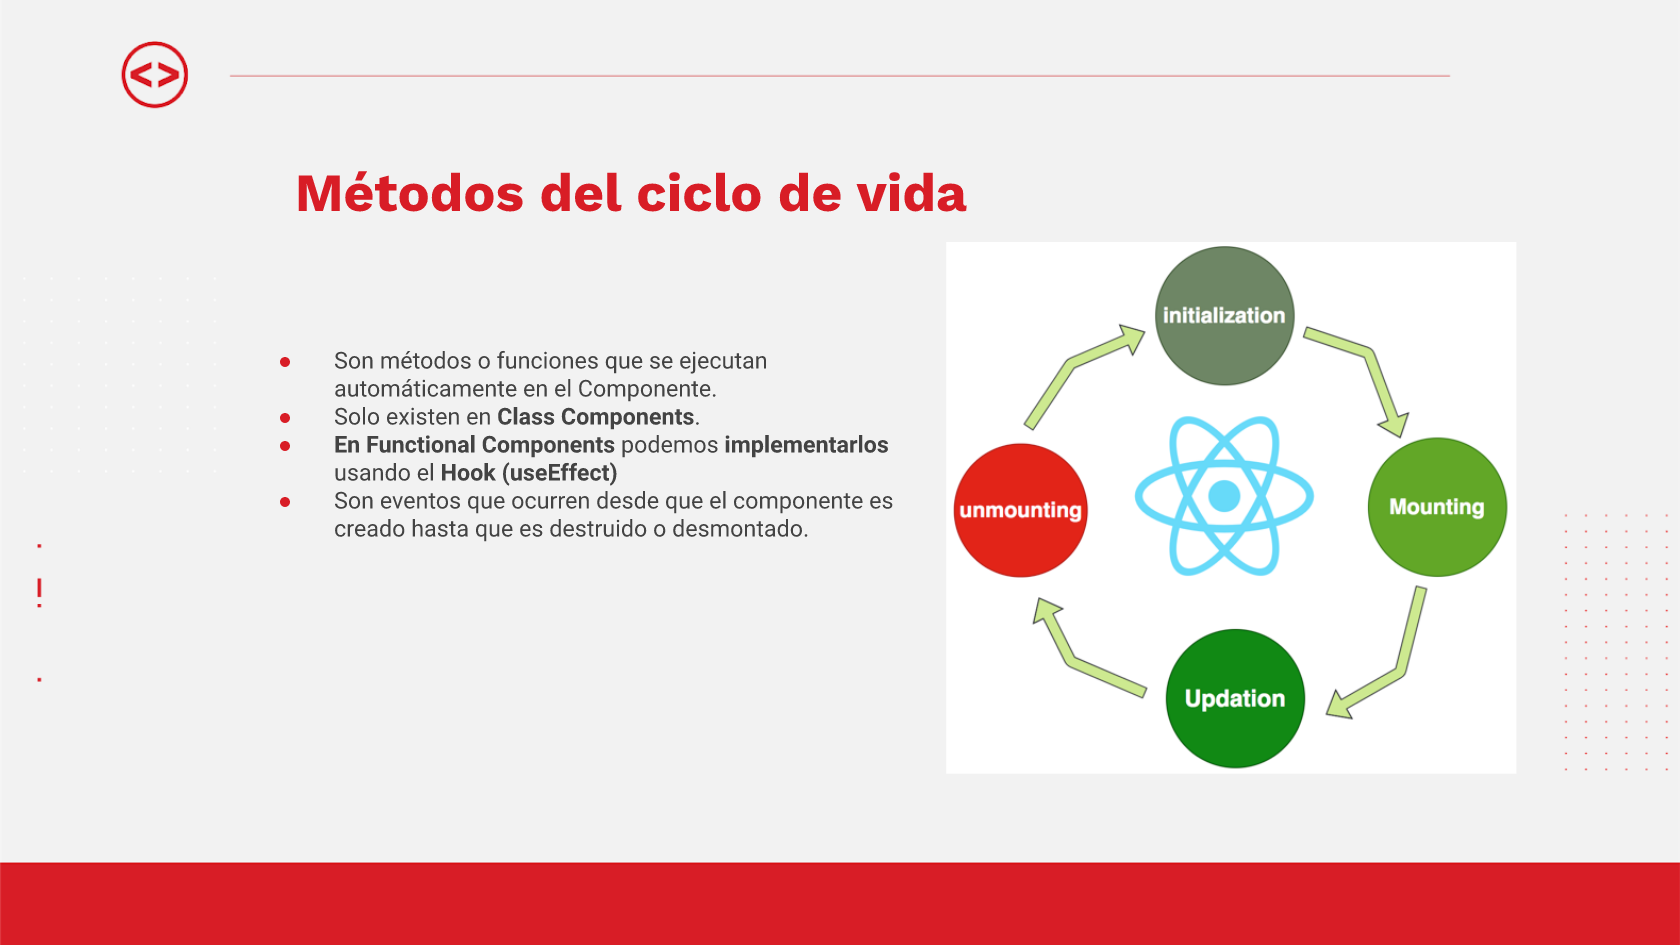 <>
Métodos del ciclo de vida
Son métodos o funciones que se ejecutan
automáticamente en el Componente.
Solo existen en Class Components.
En Functional Components podemos implementarlos
usando el Hook (useEffect)
Son eventos que ocurren desde que el componente es
creado hasta que es destruido o desmontado.
initialization
Mounting
Updation
unmounting